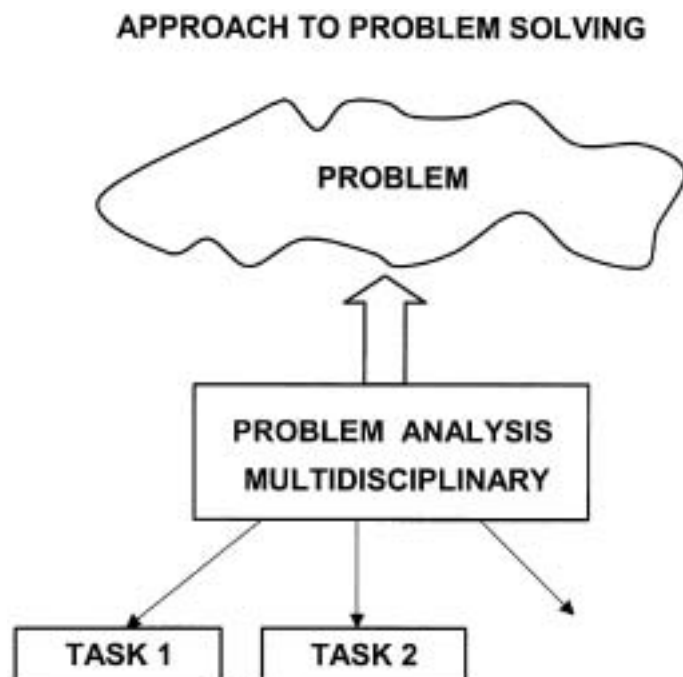 APPROACH TO PROBLEM SOLVING
PROBLEM
PROBLEM ANALYSIS
MULTIDISCIPLINARY
TASK 1
TASK 2